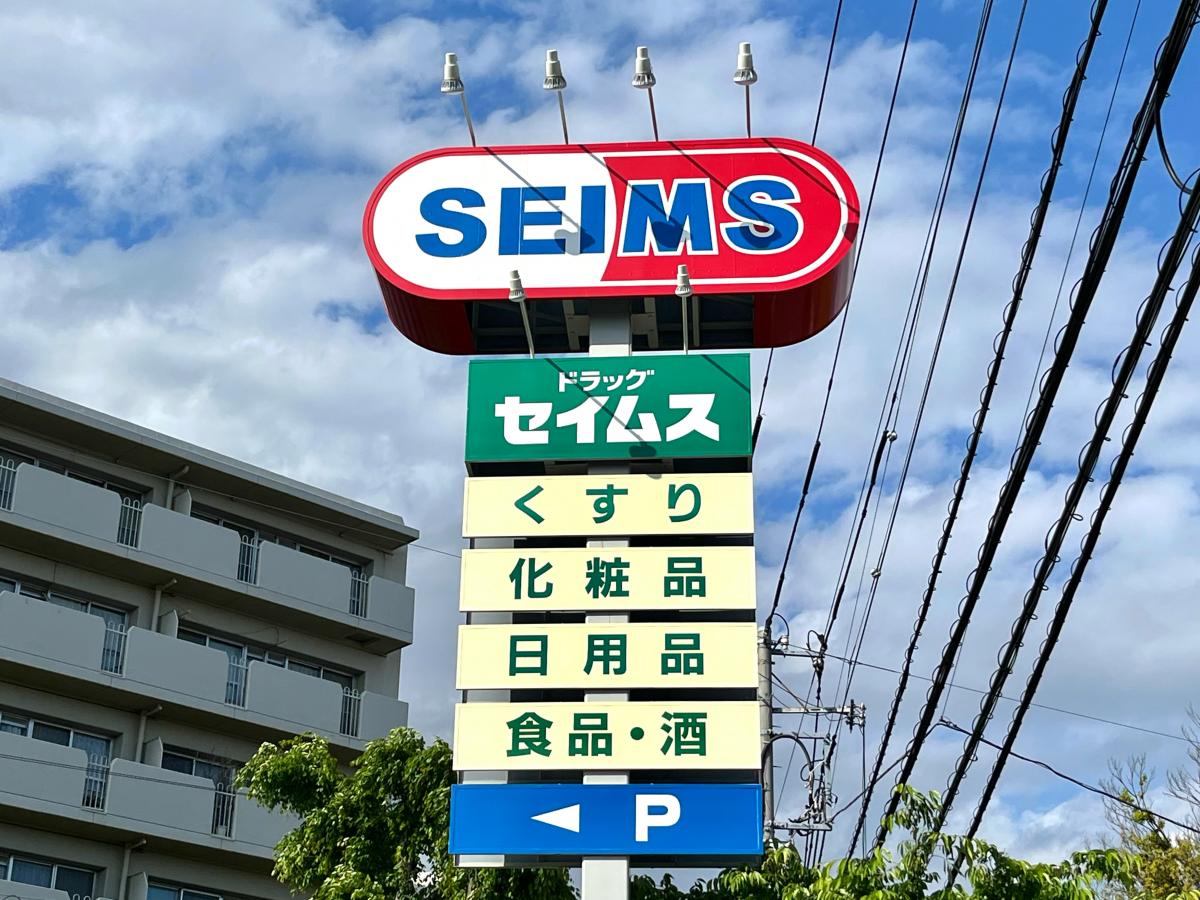 SEIMS
ドラッグ
セイムス
くすり
化粧品
日用品
食品・酒
◀ P